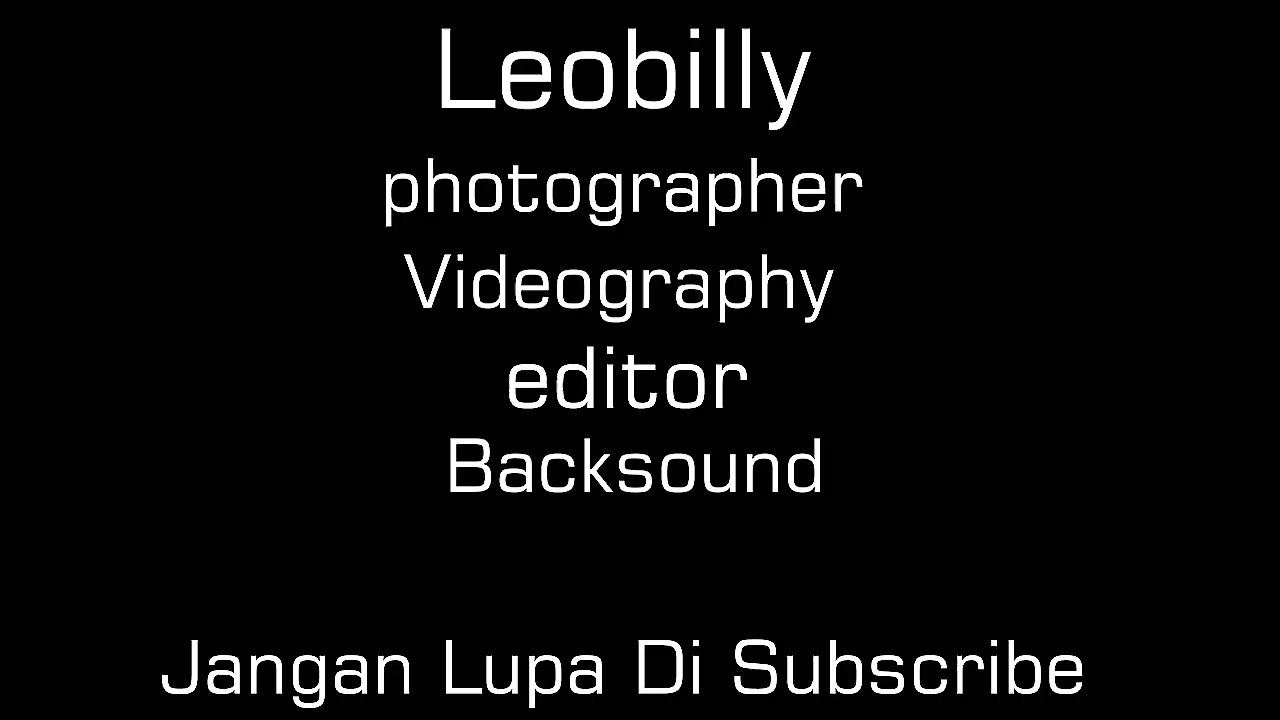 Leobilly
photographer
Videography
editor
Backsound
Jangan Lupa Di Subscribe